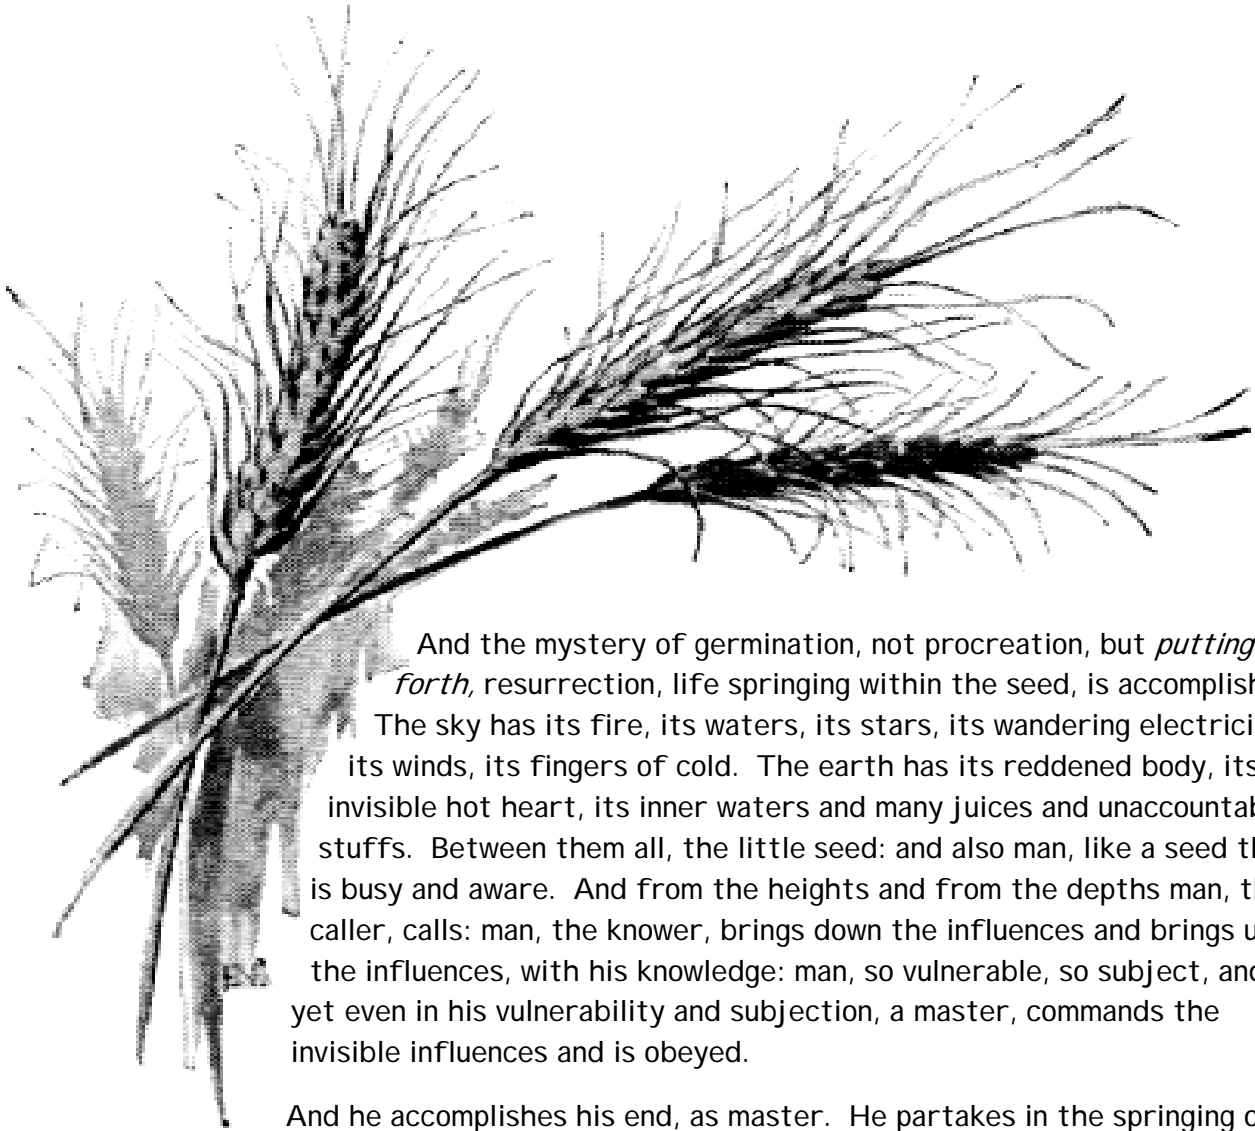 And the mystery of germination, not procreation, but putting
forth, resurrection, life springing within the seed, is
The sky has its fire, its waters, its stars, its wandering
its winds, its fingers of cold. The earth has its reddened body, its
invisible hot heart, its inner waters and many juices and
stuffs. Between them all, the little seed: and also man, like a seed
is busy and aware. And from the heights and from the depths man,
caller, calls: man, the knower, brings down the influences and brings
the influences, with his knowledge: man, so vulnerable, so subject, and
yet even in his vulnerability and subjection, a master, commands the
invisible influences and is obeyed.
And he accomplishes his end, as master. He partakes in the springing